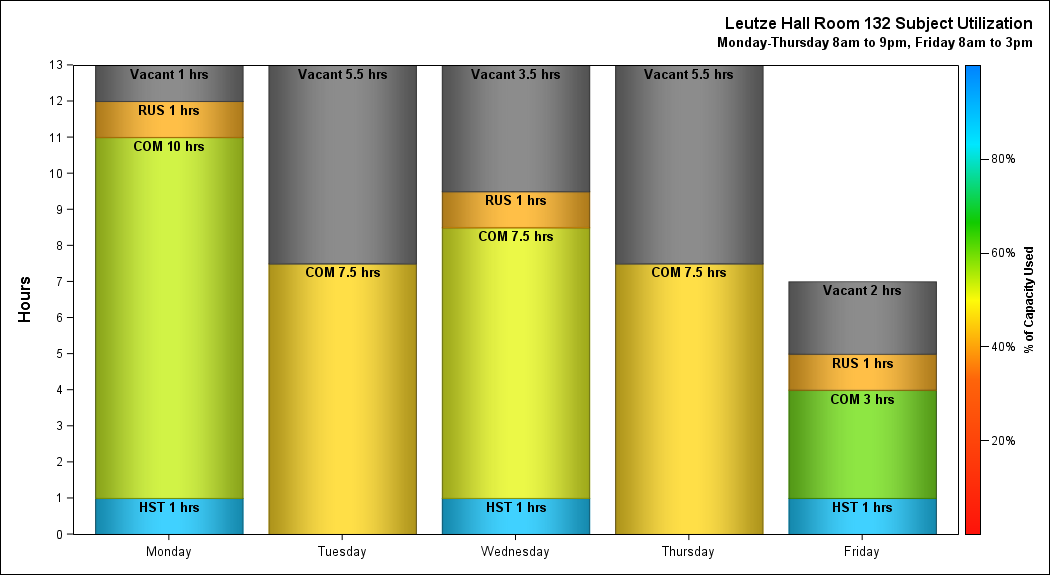 Leutze Hall Room 132 Subject Utilization
Monday-Thursday 8am to 9pm, Friday 8am to 3pm
Hours
13
12
11
10
9
8
7
6
5
4
3
2
1
0
Vacant 1 hrs
RUS 1 hrs
COM 10 hrs
HST 1 hrs
Vacant 5.5 hrs
COM 7.5 hrs
Vacant 3.5 hrs
RUS 1 hrs
COM 7.5 hrs
HST 1 hrs
Vacant 5.5 hrs
COM 7.5 hrs
Vacant 2 hrs
RUS 1 hrs
COM 3 hrs
HST 1 hrs
Monday
Tuesday
Wednesday
Thursday
Friday
80%
60%
40%
20%
% of Capacity Used